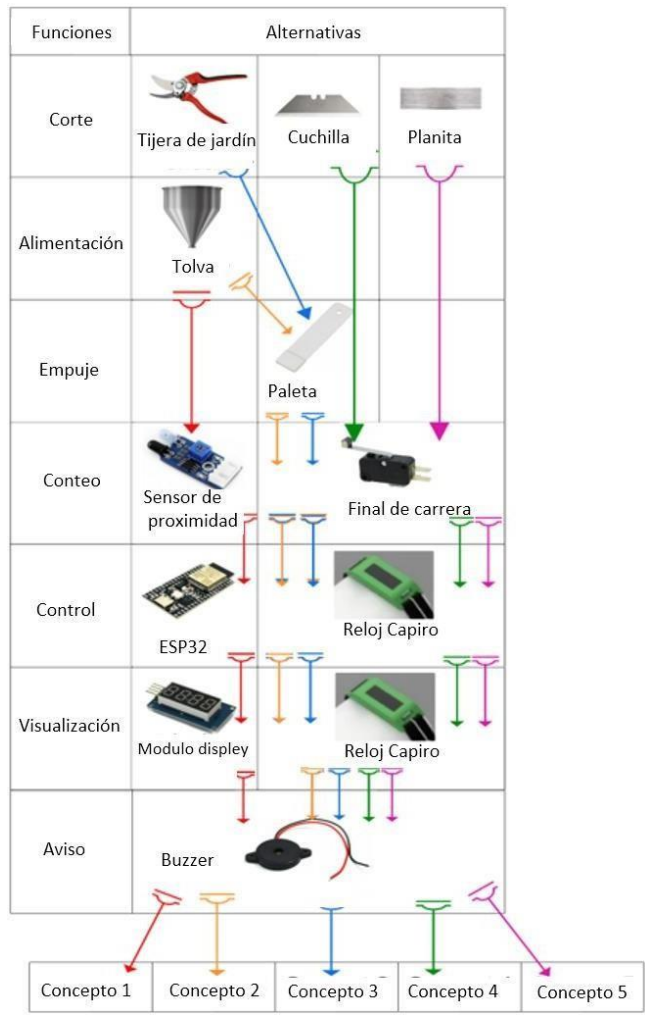 Funciones Alternativas
Corte
Tijera de jardín Cuchilla Planita
Alimentación
Tolva
Empuje
Paleta
Conteo
Sensor de
proximidad
Final de carrera
Control
ESP32
Reloj Capiro
Visualización
Modulo displey
Reloj Capiro
Aviso
Buzzer
Concepto 1 Concepto 2 Concepto 3 Concepto 4 Concepto 5